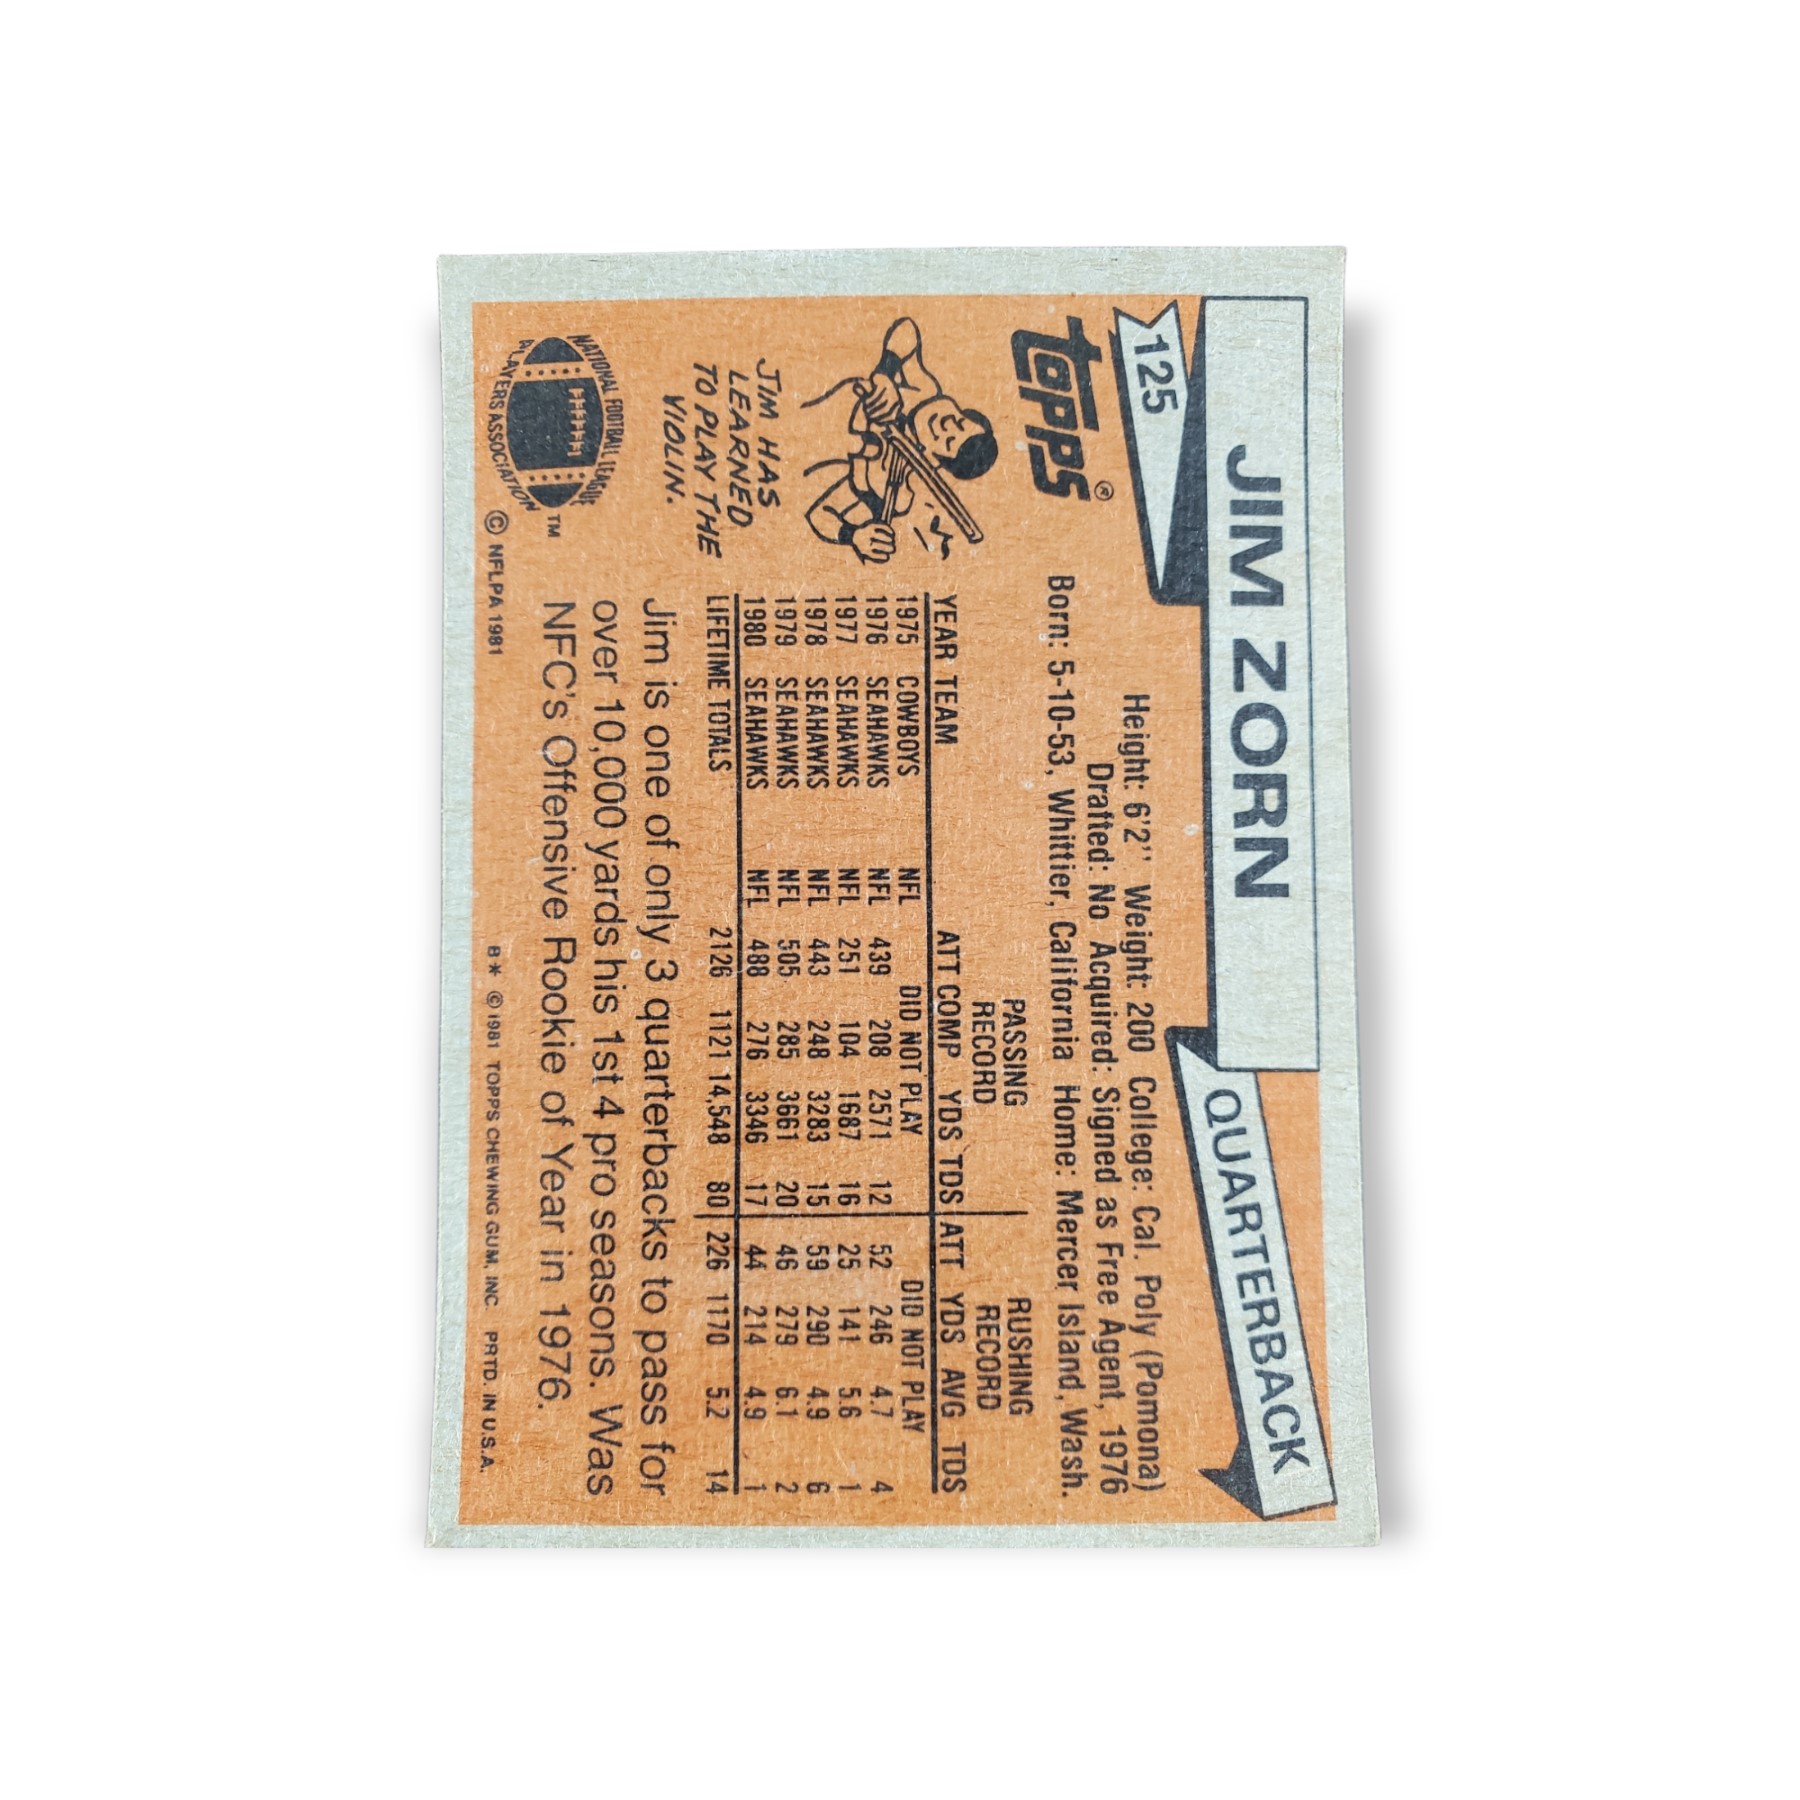 JIM ZORN
QUARTERBACK
125
topps®
Height: 6'2" Weight: 200 College: Cal. Poly (Pomona)
Drafted: No Acquired: Signed as Free Agent, 1976
Born: 5-10-53, Whittier, California Home: Mercer Island, Wash.
PASSING RECORD RUSHING RECORD
YEAR TEAM ATT COMP YDS TDS ATT YDS AVG TDS
1975 COWBOYS NFL DID NOT PLAY DID NOT PLAY
1976 SEAHAWKS NFL 439 208 2571 12 52 246 4.7 4
1977 SEAHAWKS NFL 251 104 1687 16 25 141 5.6 1
1978 SEAHAWKS NFL 443 248 3283 15 59 290 4.9 6
1979 SEAHAWKS NFL 505 285 3661 20 46 279 6.1 2
1980 SEAHAWKS NFL 488 276 3346 17 44 214 4.9 1
LIFETIME TOTALS 2126 1121 14,548 80 226 1170 5.2 14
JIM HAS
LEARNED
TO PLAY THE
VIOLIN.
Jim is one of only 3 quarterbacks to pass for
over 10,000 yards his 1st 4 pro seasons. Was
NFC's Offensive Rookie of Year in 1976.
NATIONAL FOOTBALL LEAGUE
PLAYERS ASSOCIATION
TM
© NFLPA 1981
B* © 1981 TOPPS CHEWING GUM, INC. PRTD. IN U.S.A.